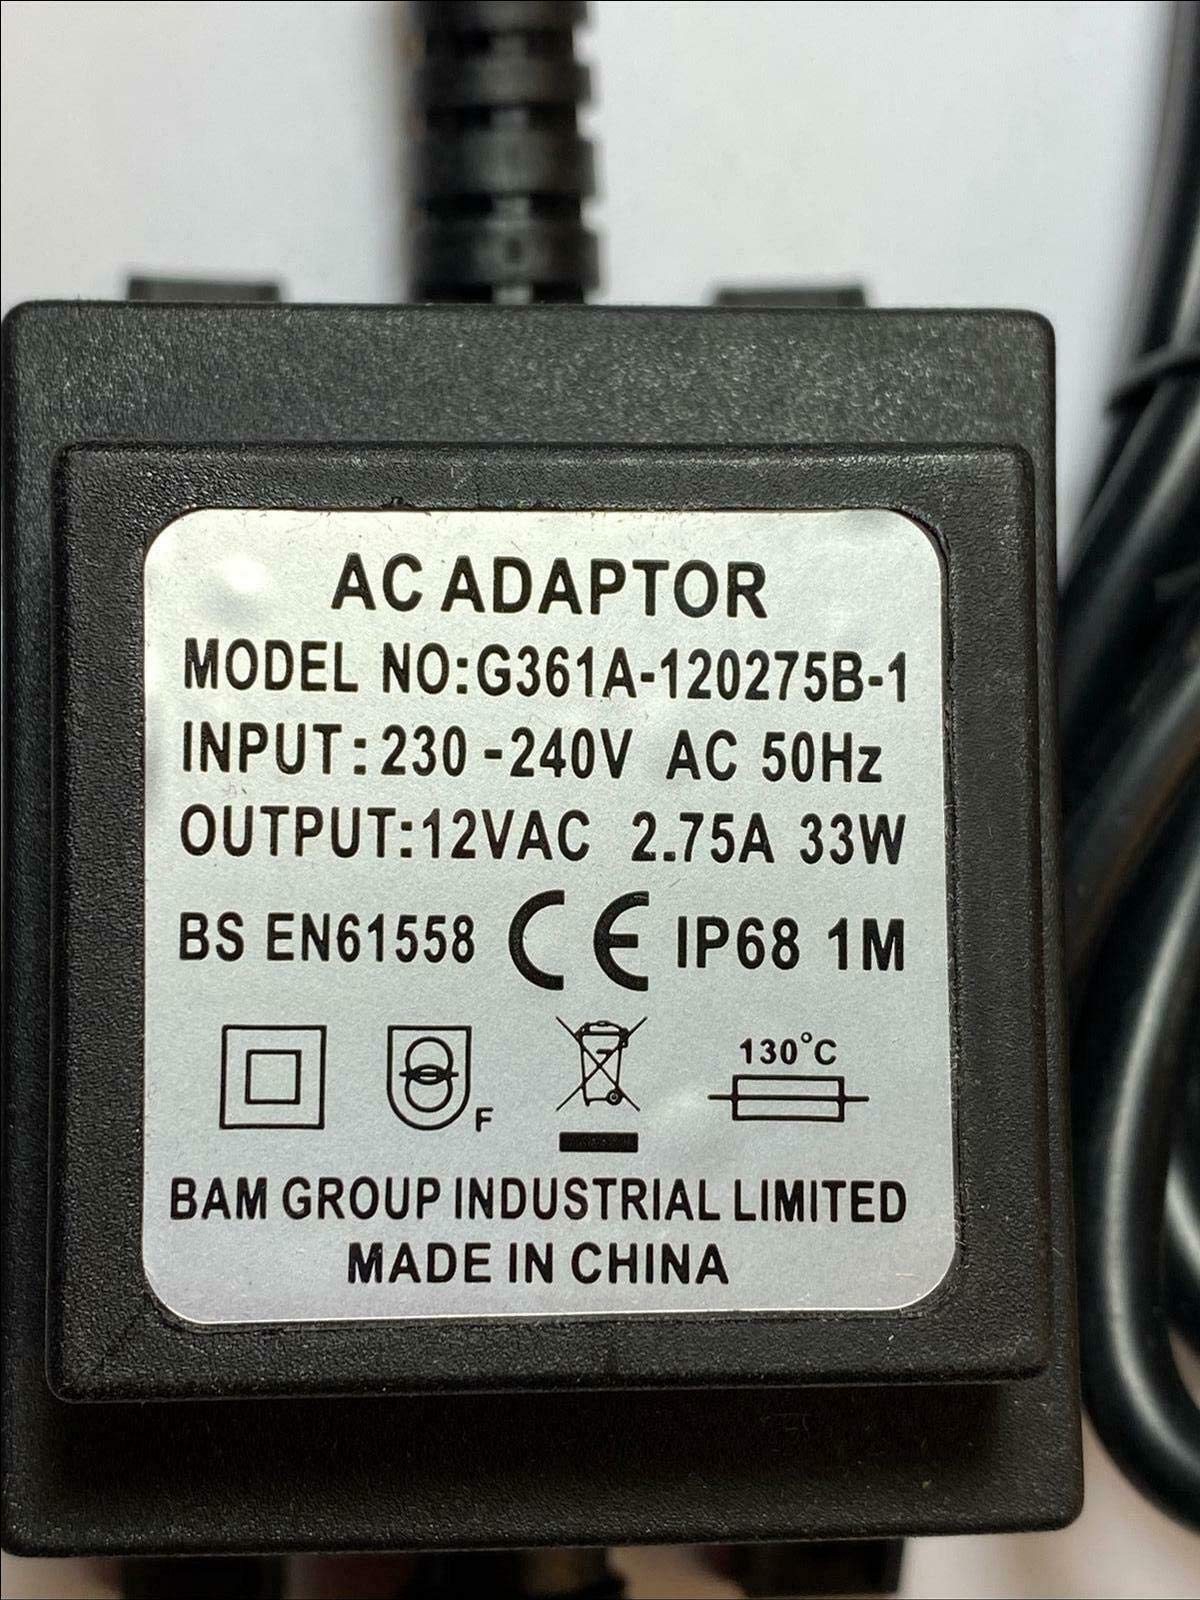 AC ADAPTOR
MODEL NO:G361A-120275B-1
INPUT:230-240V AC 50Hz
OUTPUT:12VAC 2.75A 33W
BS EN61558 CE IP68 1M
130°C
F
BAM GROUP INDUSTRIAL LIMITED
MADE IN CHINA